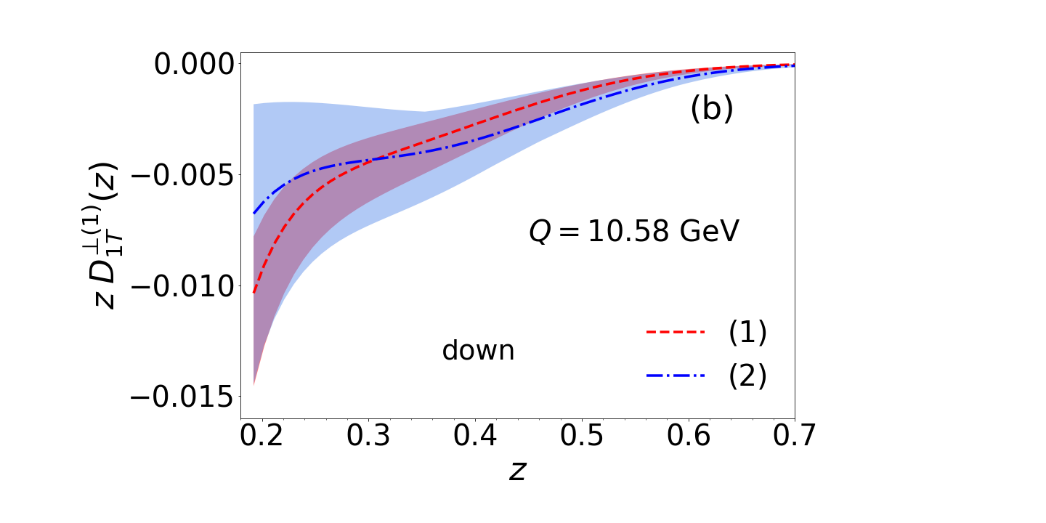 0.000
(b)
−0.005
z D_{1T}^{⊥(1)}(z)
Q = 10.58 GeV
−0.010
(1)
down
(2)
−0.015
0.2 0.3 0.4 0.5 0.6 0.7
z